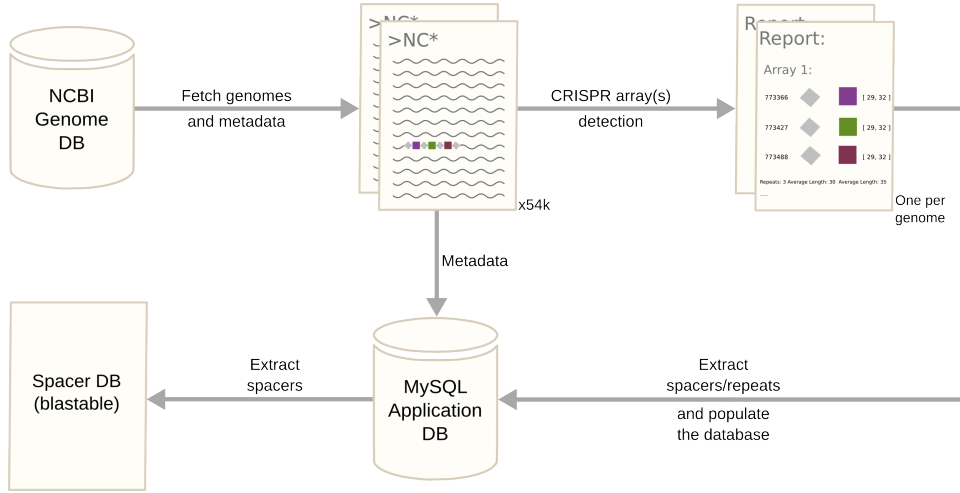 NCBI
Genome
DB
Fetch genomes
and metadata
>NC*
>NC*
x54k
CRISPR array(s)
detection
Report:
Report:
Array 1:
773366 [ 29, 32 ]
773427 [ 29, 32 ]
773488 [ 29, 32 ]
Repeats: 3 Average Length: 30 Average Length: 35
....
One per
genome
Metadata
Spacer DB
(blastable)
Extract
spacers
MySQL
Application
DB
Extract
spacers/repeats
and populate
the database